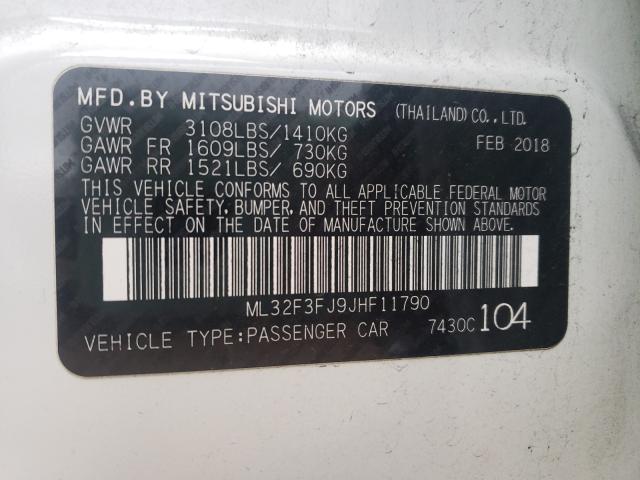 MFD.BY MITSUBISHI MOTORS (THAILAND) CO., LTD.
GVWR 3108LBS/1410KG FEB 2018
GAWR FR 1609LBS/ 730KG
GAWR RR 1521LBS/ 690KG
THIS VEHICLE CONFORMS TO ALL APPLICABLE FEDERAL MOTOR
VEHICLE SAFETY, BUMPER, AND THEFT PREVENTION STANDARDS
IN EFFECT ON THE DATE OF MANUFACTURE SHOWN ABOVE.
ML32F3FJ9JHF11790
VEHICLE TYPE:PASSENGER CAR 7430C 104